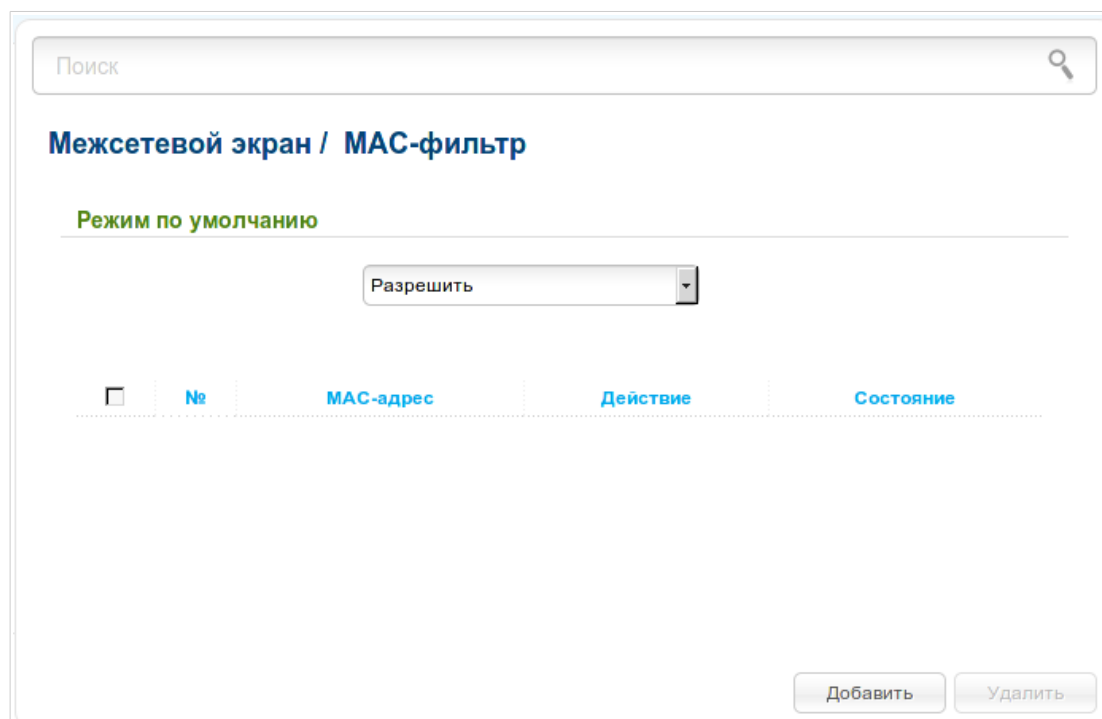 Поиск
Межсетевой экран / MAC-фильтр
Режим по умолчанию
Разрешить
№ MAC-адрес Действие Состояние
Добавить Удалить